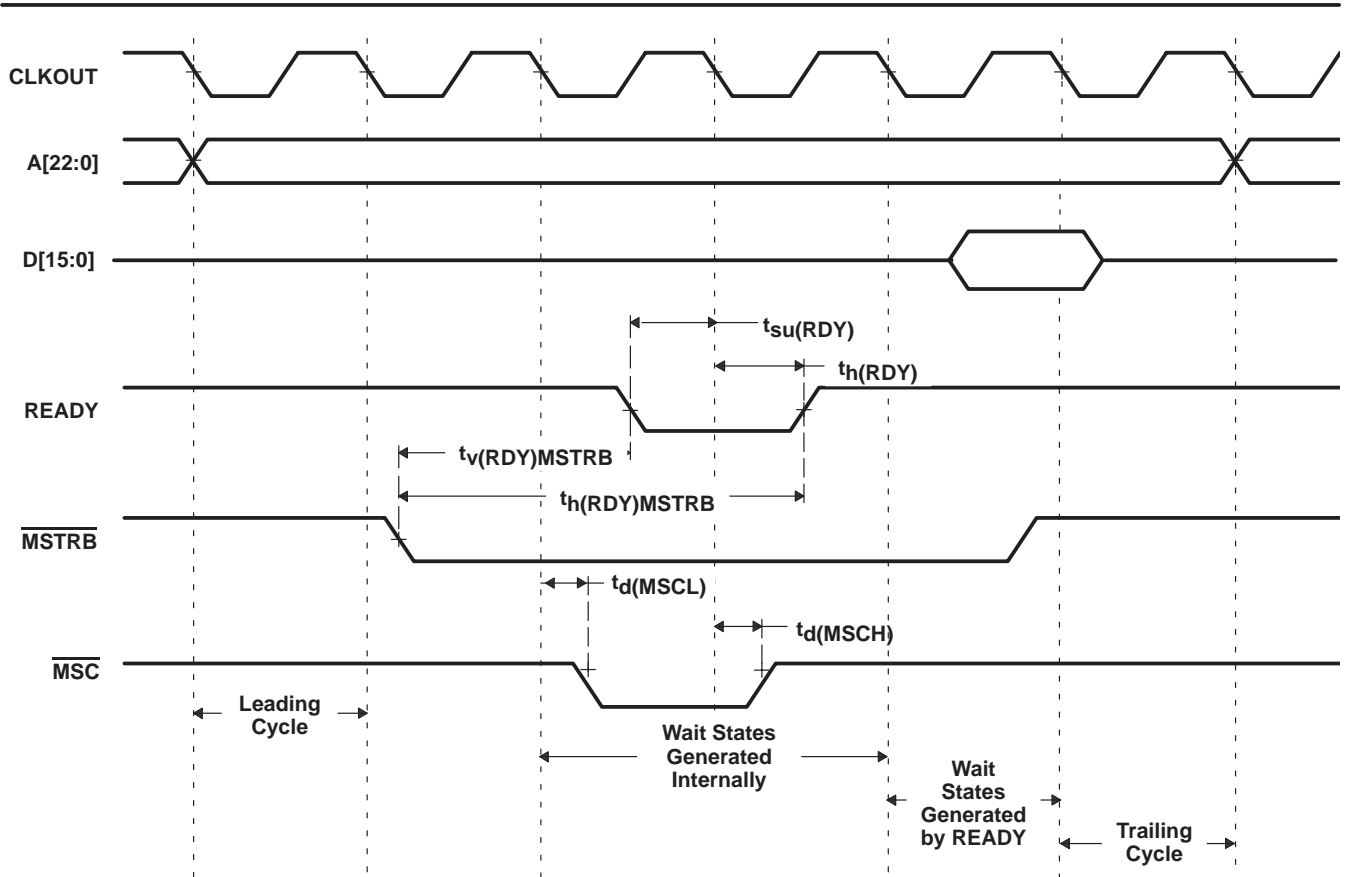 CLKOUT
A[22:0]
D[15:0]
tsu(RDY)
th(RDY)
READY
tv(RDY)MSTRB
th(RDY)MSTRB
MSTRB
td(MSCL)
td(MSCH)
MSC
Leading
Cycle
Wait States
Generated
Internally
Wait
States
Generated
by READY
Trailing
Cycle